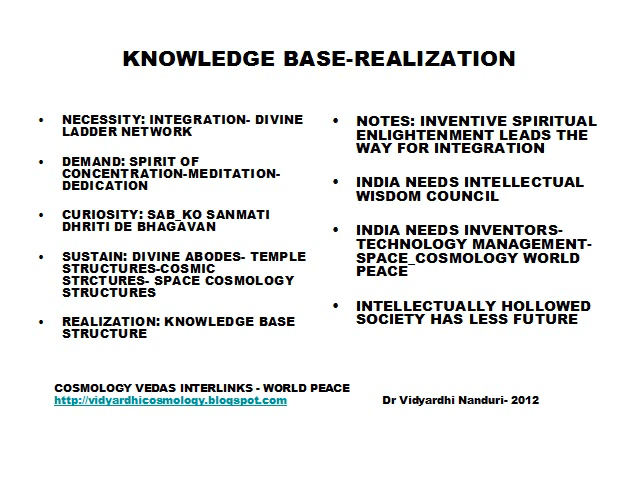 KNOWLEDGE BASE-REALIZATION
• NECESSITY: INTEGRATION- DIVINE
LADDER NETWORK
• DEMAND: SPIRIT OF
CONCENTRATION-MEDITATION-
DEDICATION
• CURIOSITY: SAB_KO SANMATI
DHRITI DE BHAGAVAN
• SUSTAIN: DIVINE ABODES- TEMPLE
STRUCTURES-COSMIC
STRCTURES- SPACE COSMOLOGY
STRUCTURES
• REALIZATION: KNOWLEDGE BASE
STRUCTURE
• NOTES: INVENTIVE SPIRITUAL
ENLIGHTENMENT LEADS THE
WAY FOR INTEGRATION
• INDIA NEEDS INTELLECTUAL
WISDOM COUNCIL
• INDIA NEEDS INVENTORS-
TECHNOLOGY MANAGEMENT-
SPACE_COSMOLOGY WORLD
PEACE
• INTELLECTUALLY HOLLOWED
SOCIETY HAS LESS FUTURE
COSMOLOGY VEDAS INTERLINKS - WORLD PEACE
http://vidyardhicosmology.blogspot.com Dr Vidyardhi Nanduri- 2012